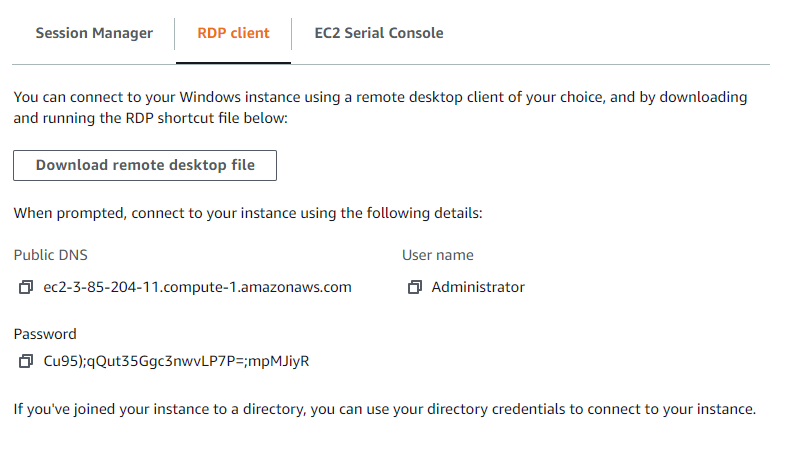 Session Manager
RDP client
EC2 Serial Console
You can connect to your Windows instance using a remote desktop client of your choice, and by downloading
and running the RDP shortcut file below:
Download remote desktop file
When prompted, connect to your instance using the following details:
Public DNS
User name
ec2-3-85-204-11.compute-1.amazonaws.com
Administrator
Password
Cu95);qQut35Ggc3nwvLP7P=;mpMJiyR
If you've joined your instance to a directory, you can use your directory credentials to connect to your instance.